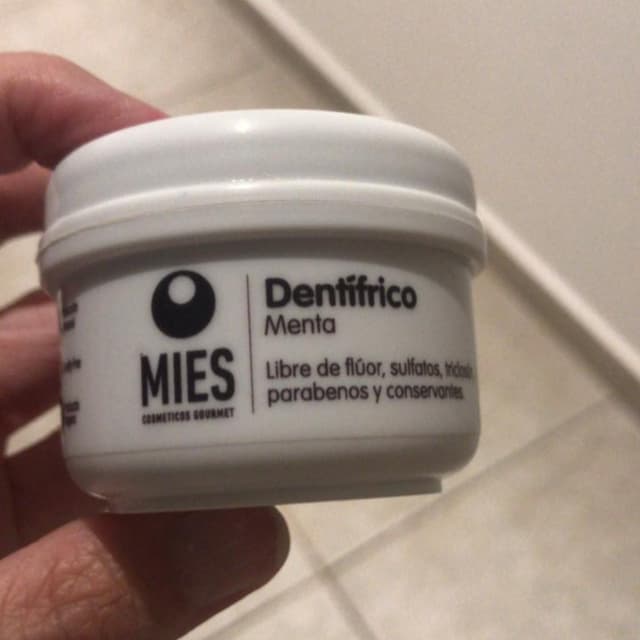 MIES
COSMETICOS GOURMET
Dentífrico
Menta
Libre de flúor, sulfatos,
parabenos y conservantes